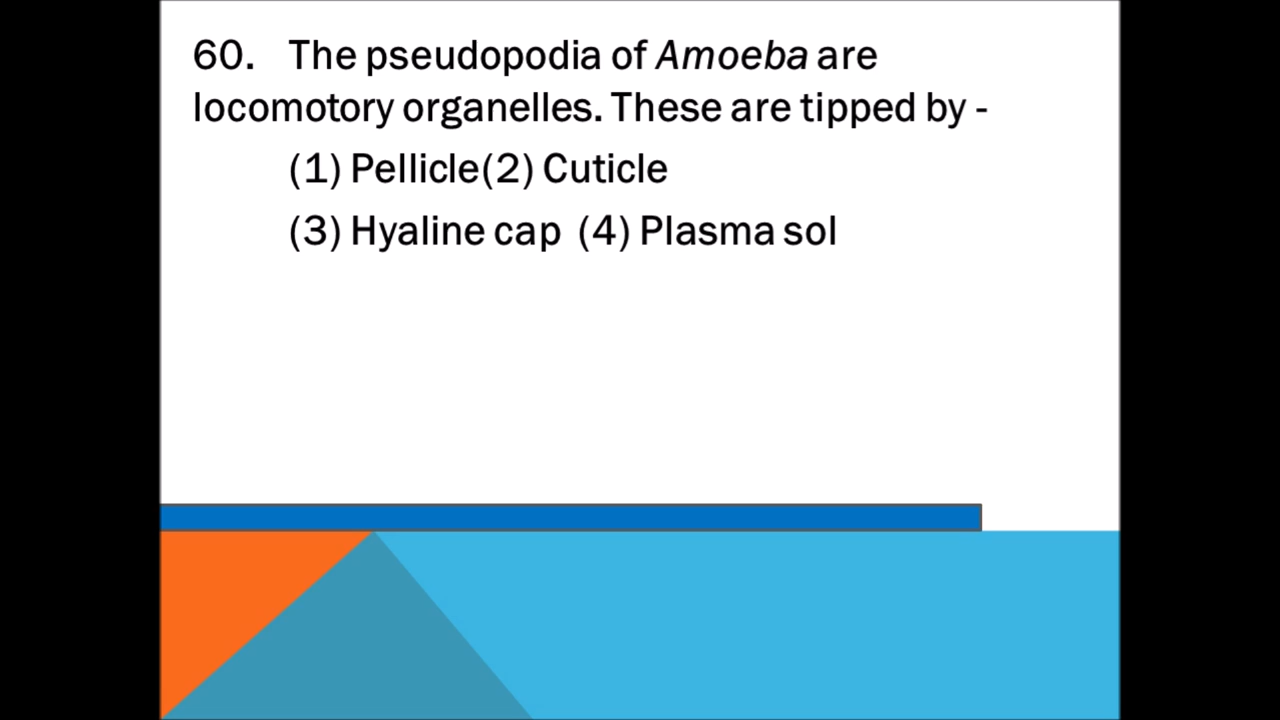 60. The pseudopodia of Amoeba are
locomotory organelles. These are tipped by -
(1) Pellicle(2) Cuticle
(3) Hyaline cap (4) Plasma sol